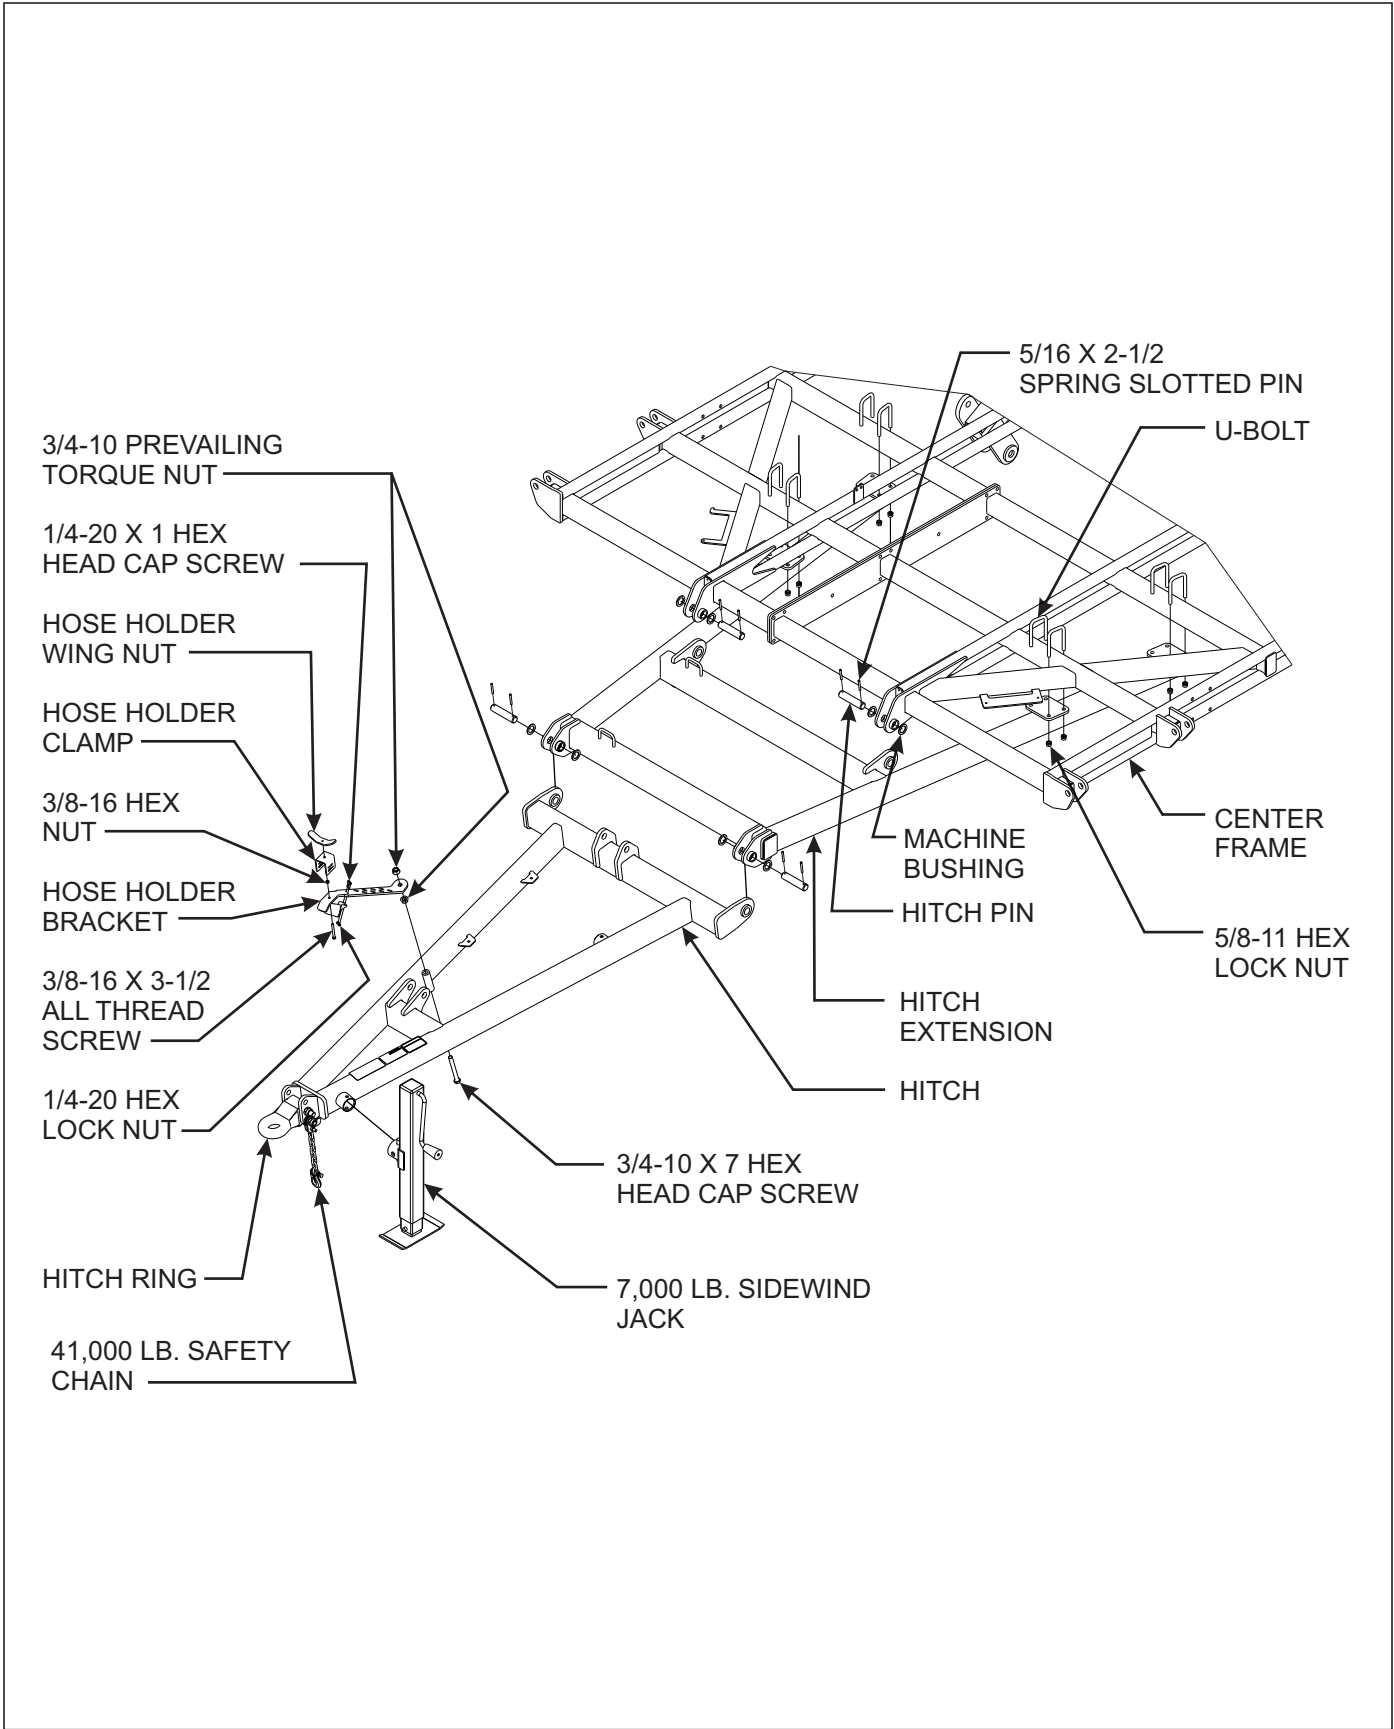 5/16 X 2-1/2
SPRING SLOTTED PIN
U-BOLT
3/4-10 PREVAILING
TORQUE NUT
1/4-20 X 1 HEX
HEAD CAP SCREW
HOSE HOLDER
WING NUT
HOSE HOLDER
CLAMP
3/8-16 HEX
NUT
HOSE HOLDER
BRACKET
3/8-16 X 3-1/2
ALL THREAD
SCREW
1/4-20 HEX
LOCK NUT
HITCH RING
41,000 LB. SAFETY
CHAIN
CENTER
FRAME
MACHINE
BUSHING
HITCH PIN
5/8-11 HEX
LOCK NUT
HITCH
EXTENSION
HITCH
3/4-10 X 7 HEX
HEAD CAP SCREW
7,000 LB. SIDEWIND
JACK